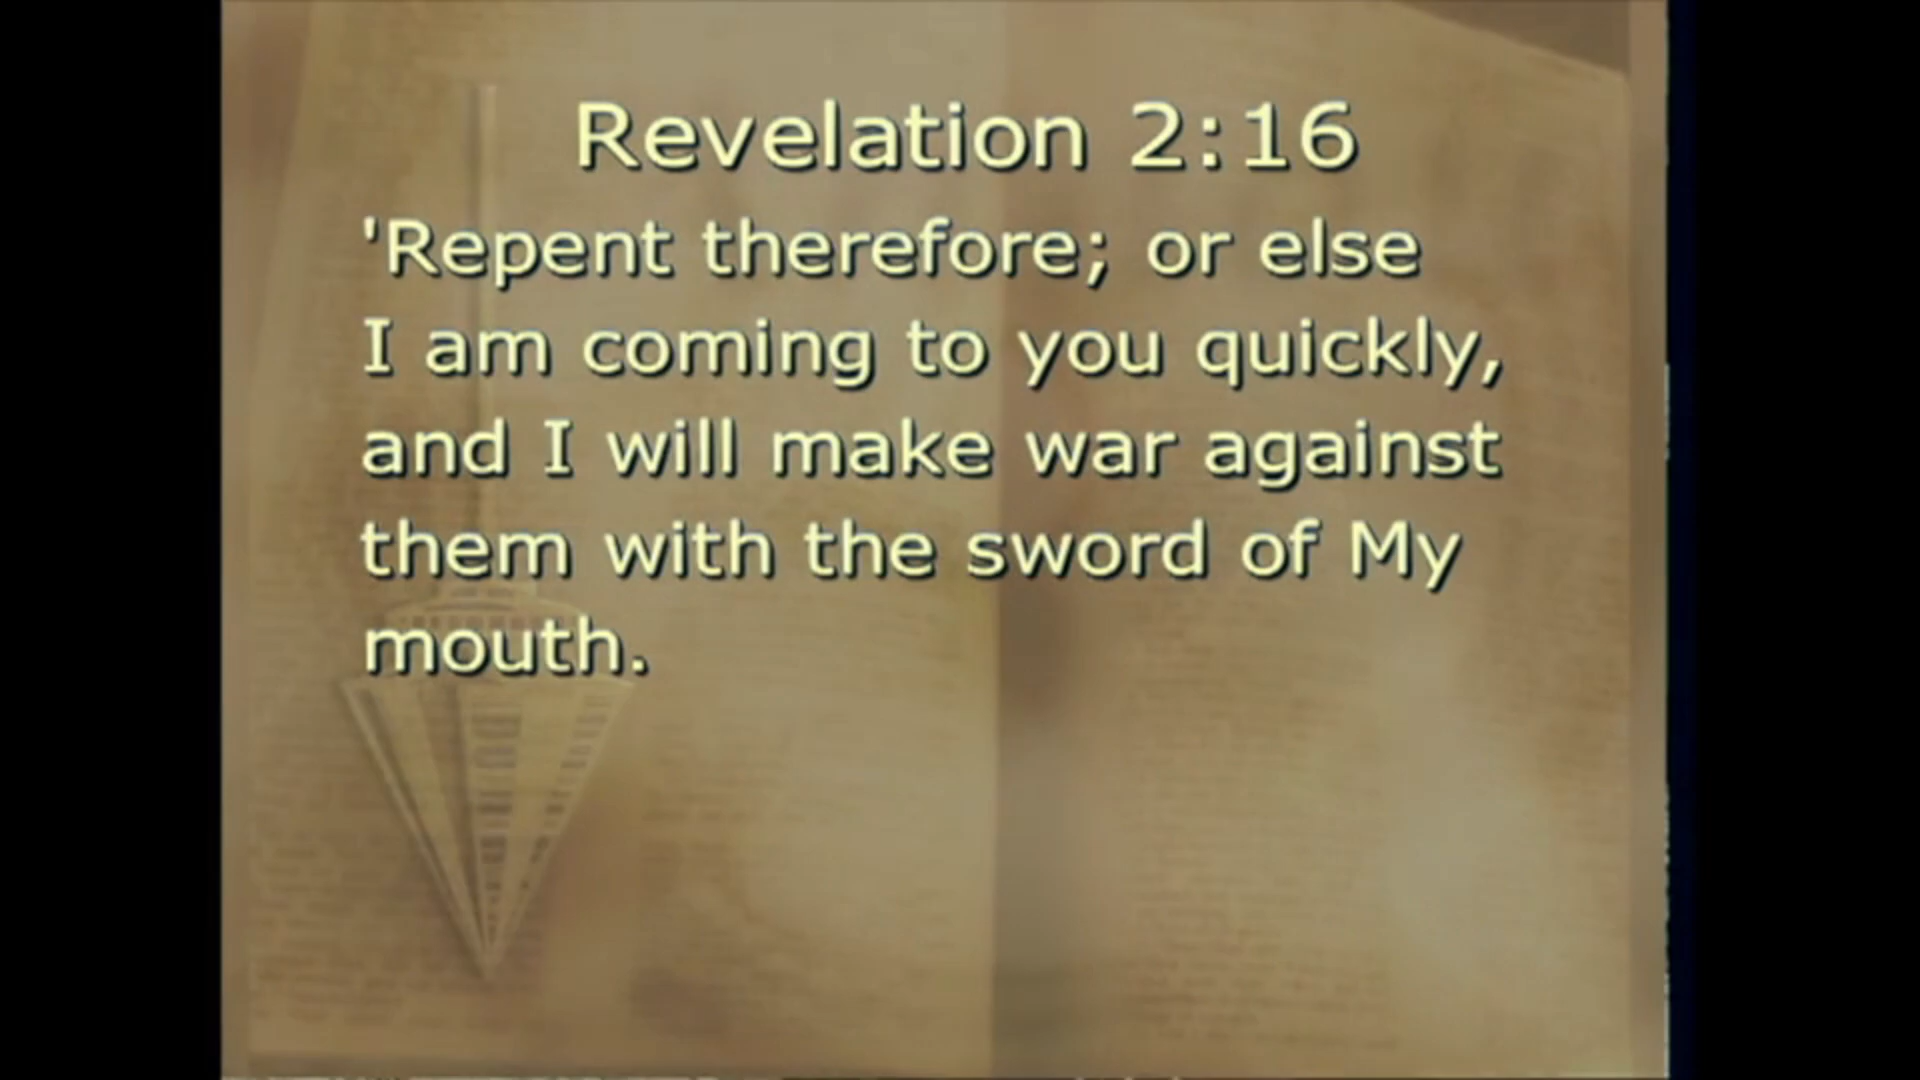 Revelation 2:16
'Repent therefore; or else
I am coming to you quickly,
and I will make war against
them with the sword of My
mouth.